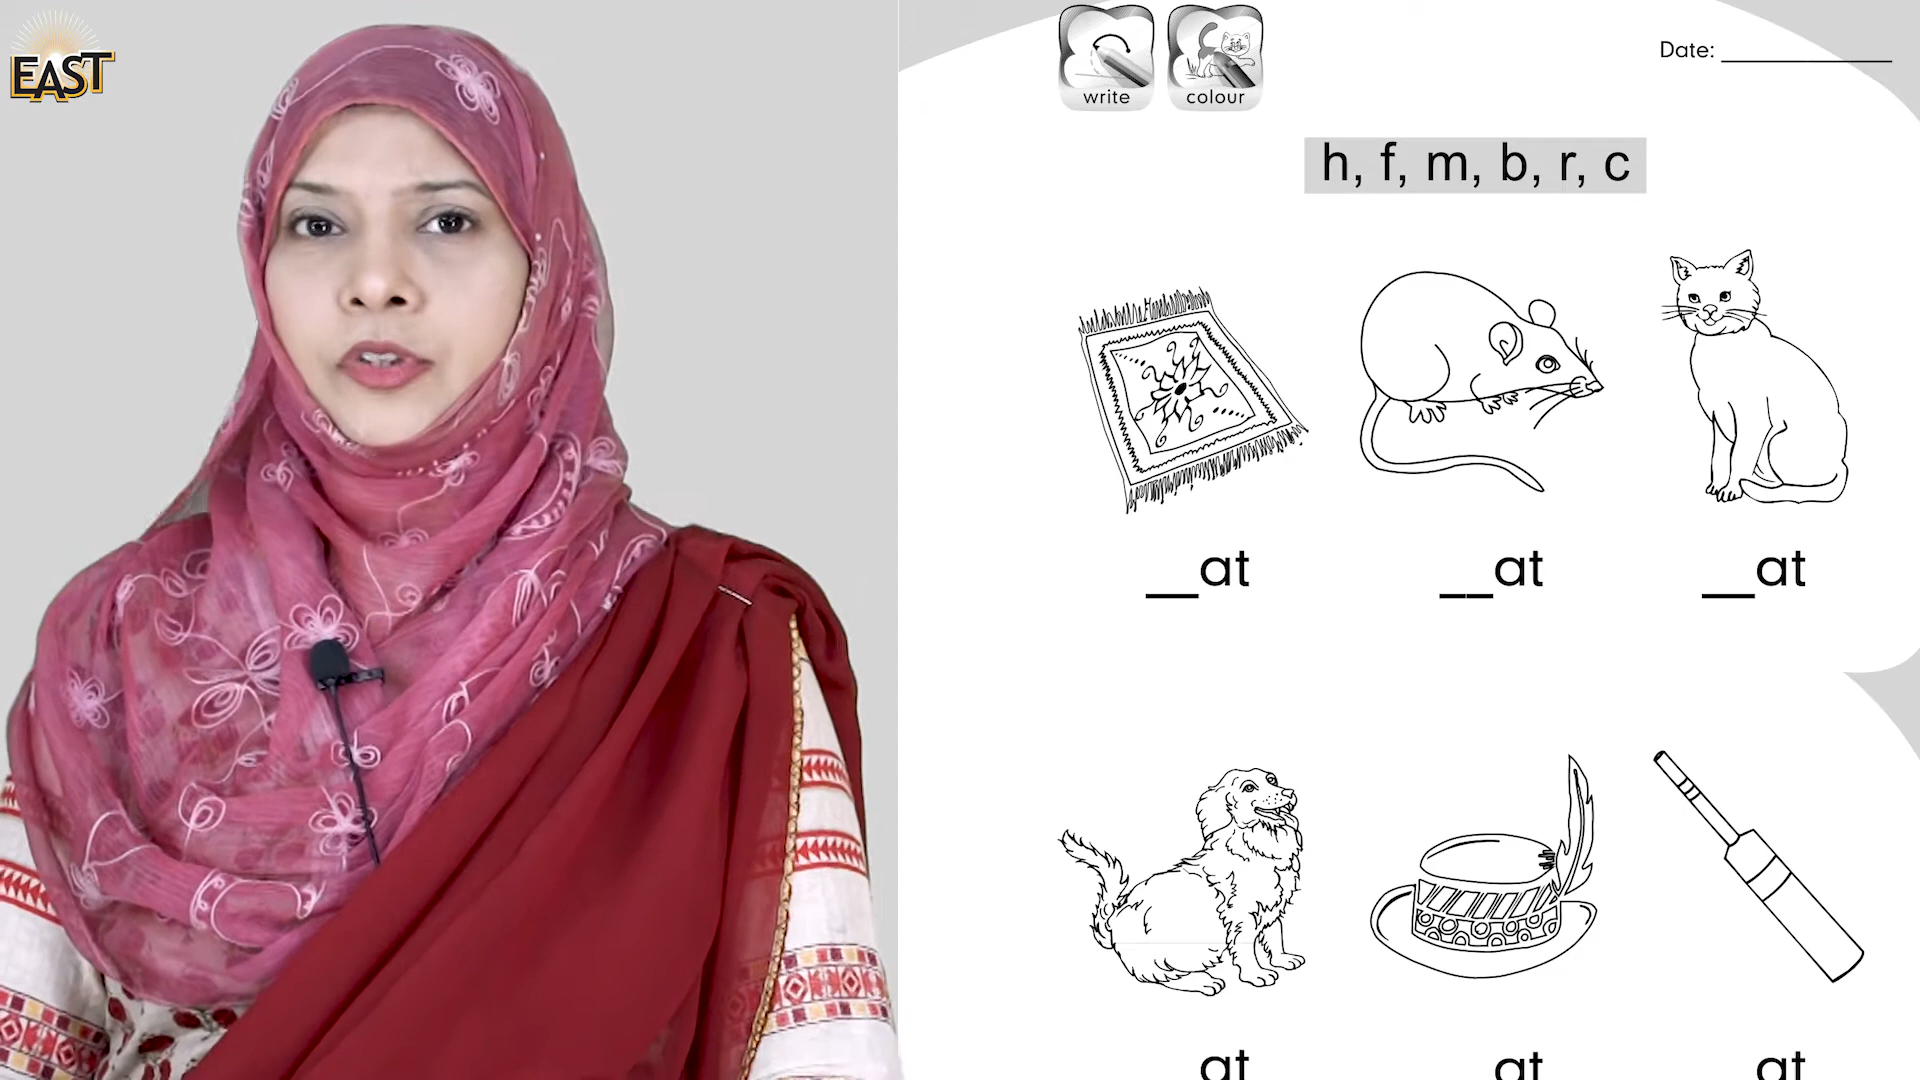 EAST
write
colour
Date:
h, f, m, b, r, c
__at
__at
__at
at
at
at